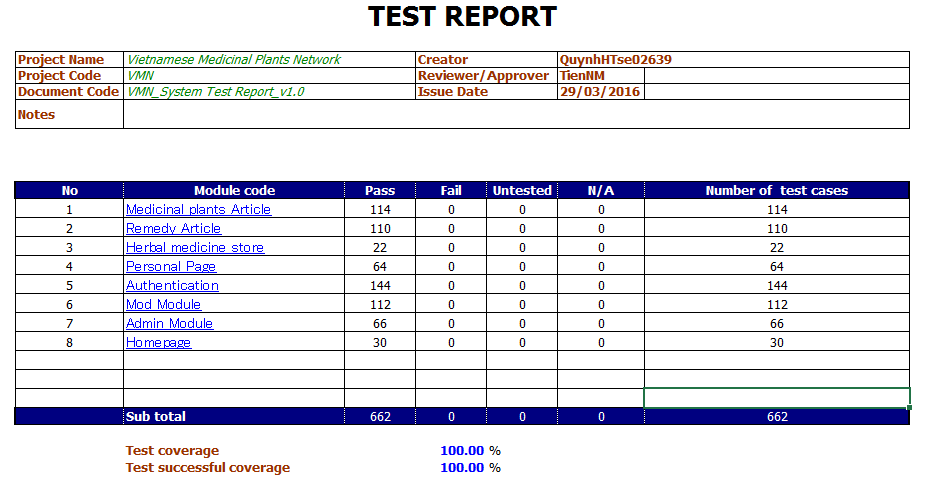 TEST REPORT
Project Name Vietnamese Medicinal Plants Network Creator QuynhHTse02639
Project Code VMN Reviewer/Approver TienNM
Document Code VMN_System Test Report_v1.0 Issue Date 29/03/2016
Notes
No Module code Pass Fail Untested N/A Number of test cases
1 Medicinal plants Article 114 0 0 0 114
2 Remedy Article 110 0 0 0 110
3 Herbal medicine store 22 0 0 0 22
4 Personal Page 64 0 0 0 64
5 Authentication 144 0 0 0 144
6 Mod Module 112 0 0 0 112
7 Admin Module 66 0 0 0 66
8 Homepage 30 0 0 0 30
Sub total 662 0 0 0 662
Test coverage 100.00 %
Test successful coverage 100.00 %